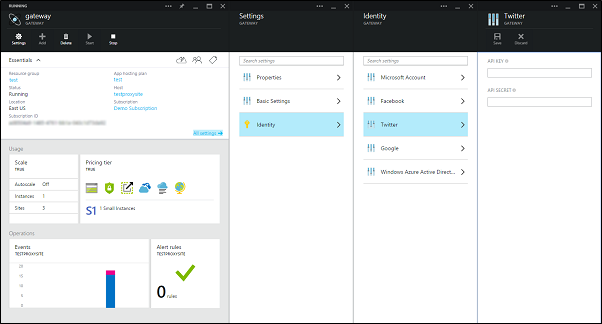 RUNNING
gateway
GATEWAY
Settings
Add
Delete
Start
Stop
Essentials
Resource group
test
App hosting plan
test
Status
Running
Host
testproxysite
Location
East US
Subscription
Demo Subscription
Subscription ID
All settings
Usage
Scale
TRUE
Autoscale Off
Instances 1
Sites 3
Pricing tier
TRUE
S1 1 Small Instances
Operations
Events
TESTPROXYSITE
20
15
10
5
0
Alert rules
TESTPROXYSITE
0 rules
Settings
GATEWAY
Search settings
Properties
Basic Settings
Identity
Identity
GATEWAY
Search settings
Microsoft Account
Facebook
Twitter
Google
Windows Azure Active Direct...
Twitter
GATEWAY
Save
Discard
API KEY
API SECRET